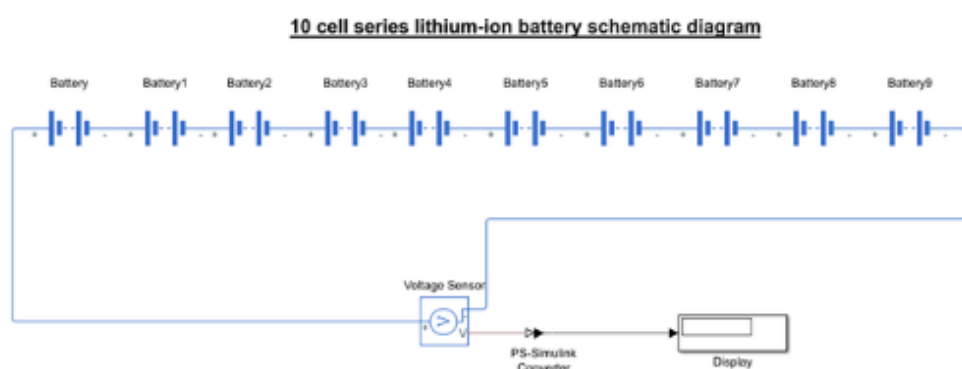 10 cell series lithium-ion battery schematic diagram
Battery Battery1 Battery2 Battery3 Battery4 Battery5 Battery6 Battery7 Battery8 Battery9
Voltage Sensor
V
PS-Simulink
Converter
Display